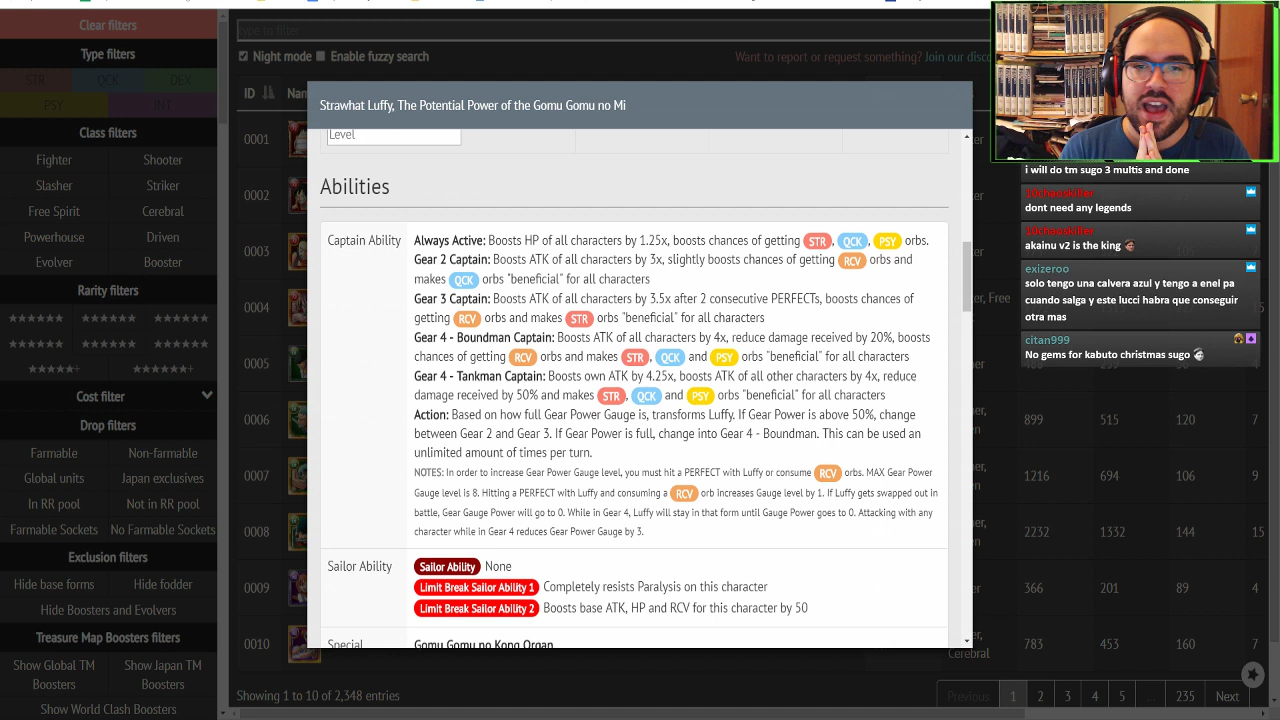 Clear filters
Type filters
STR
QCK
DEX
PSY
INT
Class filters
Fighter
Shooter
Slasher
Striker
Free Spirit
Cerebral
Powerhouse
Driven
Evolver
Booster
Rarity filters
Cost filter
Drop filters
Farmable
Non-farmable
Global units
Japan exclusives
In RR pool
Not in RR pool
Farmable Sockets
No Farmable Sockets
Exclusion filters
Hide base forms
Hide fodder
Hide Boosters and Evolvers
Treasure Map Boosters filters
Show Global TM Boosters
Show Japan TM Boosters
Show World Clash Boosters
Type to filter
Night mode
Enable fuzzy search
Want to report or request something? Join our disco
ID
0001
0002
0003
0004
0005
0006
0007
0008
0009
0010
Strawhat Luffy, The Potential Power of the Gomu Gomu no Mi
Level
Abilities
Captain Ability
Always Active: Boosts HP of all characters by 1.25x, boosts chances of getting STR, QCK, PSY orbs.
Gear 2 Captain: Boosts ATK of all characters by 3x, slightly boosts chances of getting RCV orbs and
makes QCK orbs "beneficial" for all characters
Gear 3 Captain: Boosts ATK of all characters by 3.5x after 2 consecutive PERFECTs, boosts chances of
getting RCV orbs and makes STR orbs "beneficial" for all characters
Gear 4 - Boundman Captain: Boosts ATK of all characters by 4x, reduce damage received by 20%, boosts
chances of getting RCV orbs and makes STR, QCK and PSY orbs "beneficial" for all characters
Gear 4 - Tankman Captain: Boosts own ATK by 4.25x, boosts ATK of all other characters by 4x, reduce
damage received by 50% and makes STR, QCK and PSY orbs "beneficial" for all characters
Action: Based on how full Gear Power Gauge is, transforms Luffy. If Gear Power is above 50%, change
between Gear 2 and Gear 3. If Gear Power is full, change into Gear 4 - Boundman. This can be used an
unlimited amount of times per turn.
NOTES: In order to increase Gear Power Gauge level, you must hit a PERFECT with Luffy or consume RCV orbs. MAX Gear Power
Gauge level is 8. Hitting a PERFECT with Luffy and consuming a RCV orb increases Gauge level by 1. If Luffy gets swapped out in
battle, Gear Gauge Power will go to 0. While in Gear 4, Luffy will stay in that form until Gauge Power goes to 0. Attacking with any
character while in Gear 4 reduces Gear Power Gauge by 3.
Sailor Ability
Sailor Ability None
Limit Break Sailor Ability 1 Completely resists Paralysis on this character
Limit Break Sailor Ability 2 Boosts base ATK, HP and RCV for this character by 50
Special
Gomu Gomu no Kong Organ
899 515 120 7
1216 694 106 9
2232 1332 144 15
366 201 89 4
Cerebral
783 453 160 7
Showing 1 to 10 of 2,348 entries
Previous 1 2 3 4 5 ... 235 Next
i will do tm sugo 3 multis and done
10chaoskiller
dont need any legends
10chaoskiller
akainu v2 is the king
exizeroo
solo tengo una calvera azul y tengo a enel pa
cuando salga y este lucci habra que conseguir
otra mas
citan999
No gems for kabuto christmas sugo